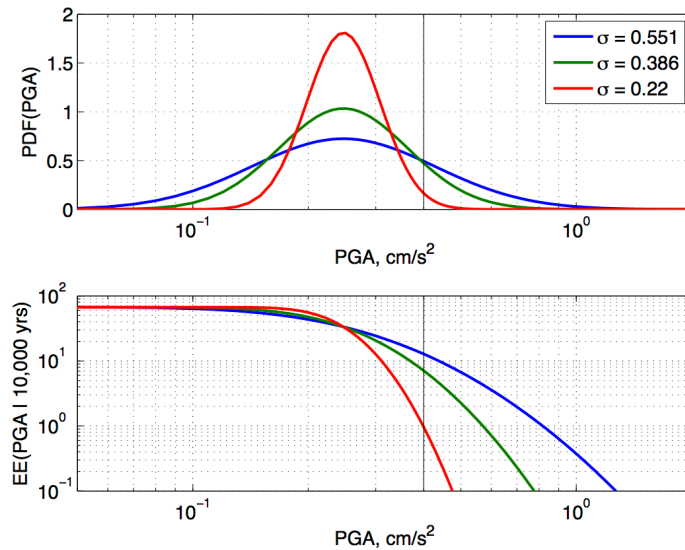 2
σ = 0.551
1.5
σ = 0.386
σ = 0.22
PDF(PGA)
1
0.5
0
10⁻¹
10⁰
PGA, cm/s²
10²
10¹
EE(PGA | 10,000 yrs)
10⁰
10⁻¹
10⁻¹
10⁰
PGA, cm/s²